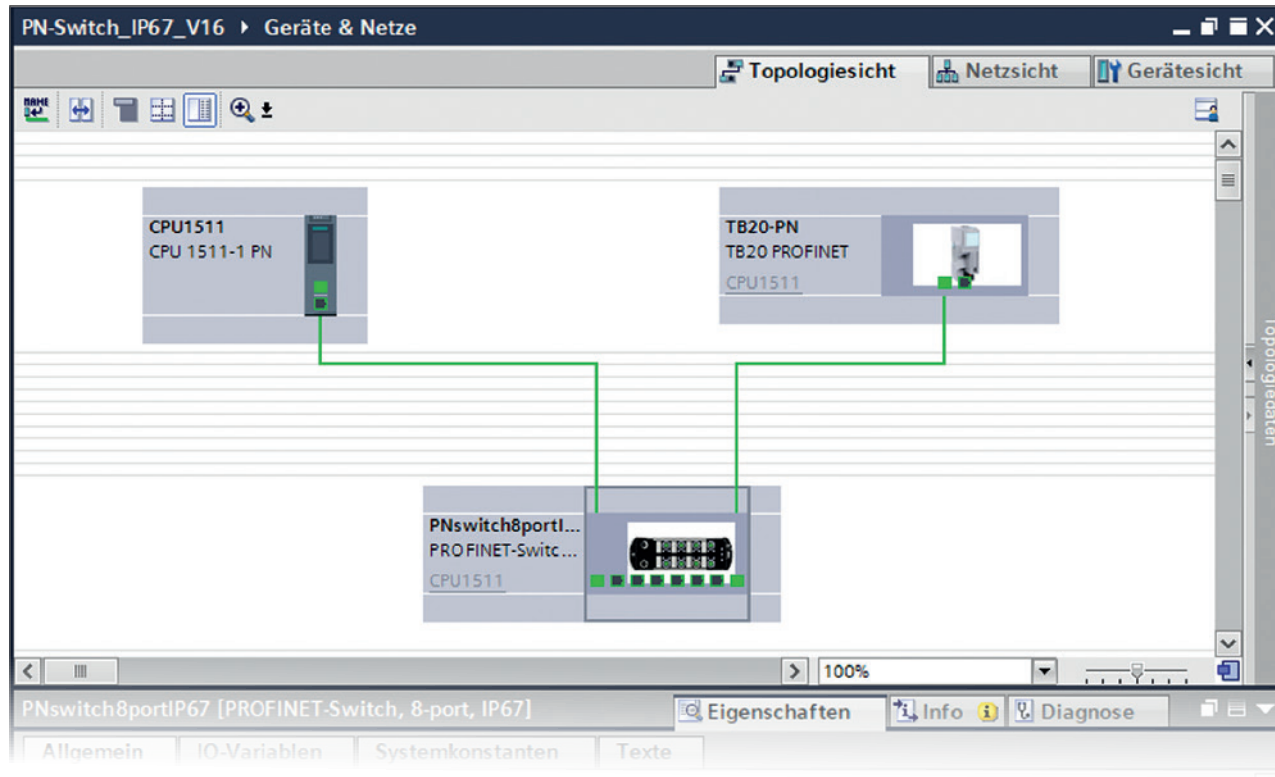 PN-Switch_IP67_V16 ▸ Geräte & Netze
Topologiesicht
Netzsicht
Gerätesicht
NAME
CPU1511
CPU 1511-1 PN
TB20-PN
TB20 PROFINET
CPU1511
Topologiedaten
PNswitch8portI...
PROFINET-Switc...
CPU1511
100%
PNswitch8portIP67 [PROFINET-Switch, 8-port, IP67]
Eigenschaften
Info
Diagnose
Allgemein
IO-Variablen
Systemkonstanten
Texte